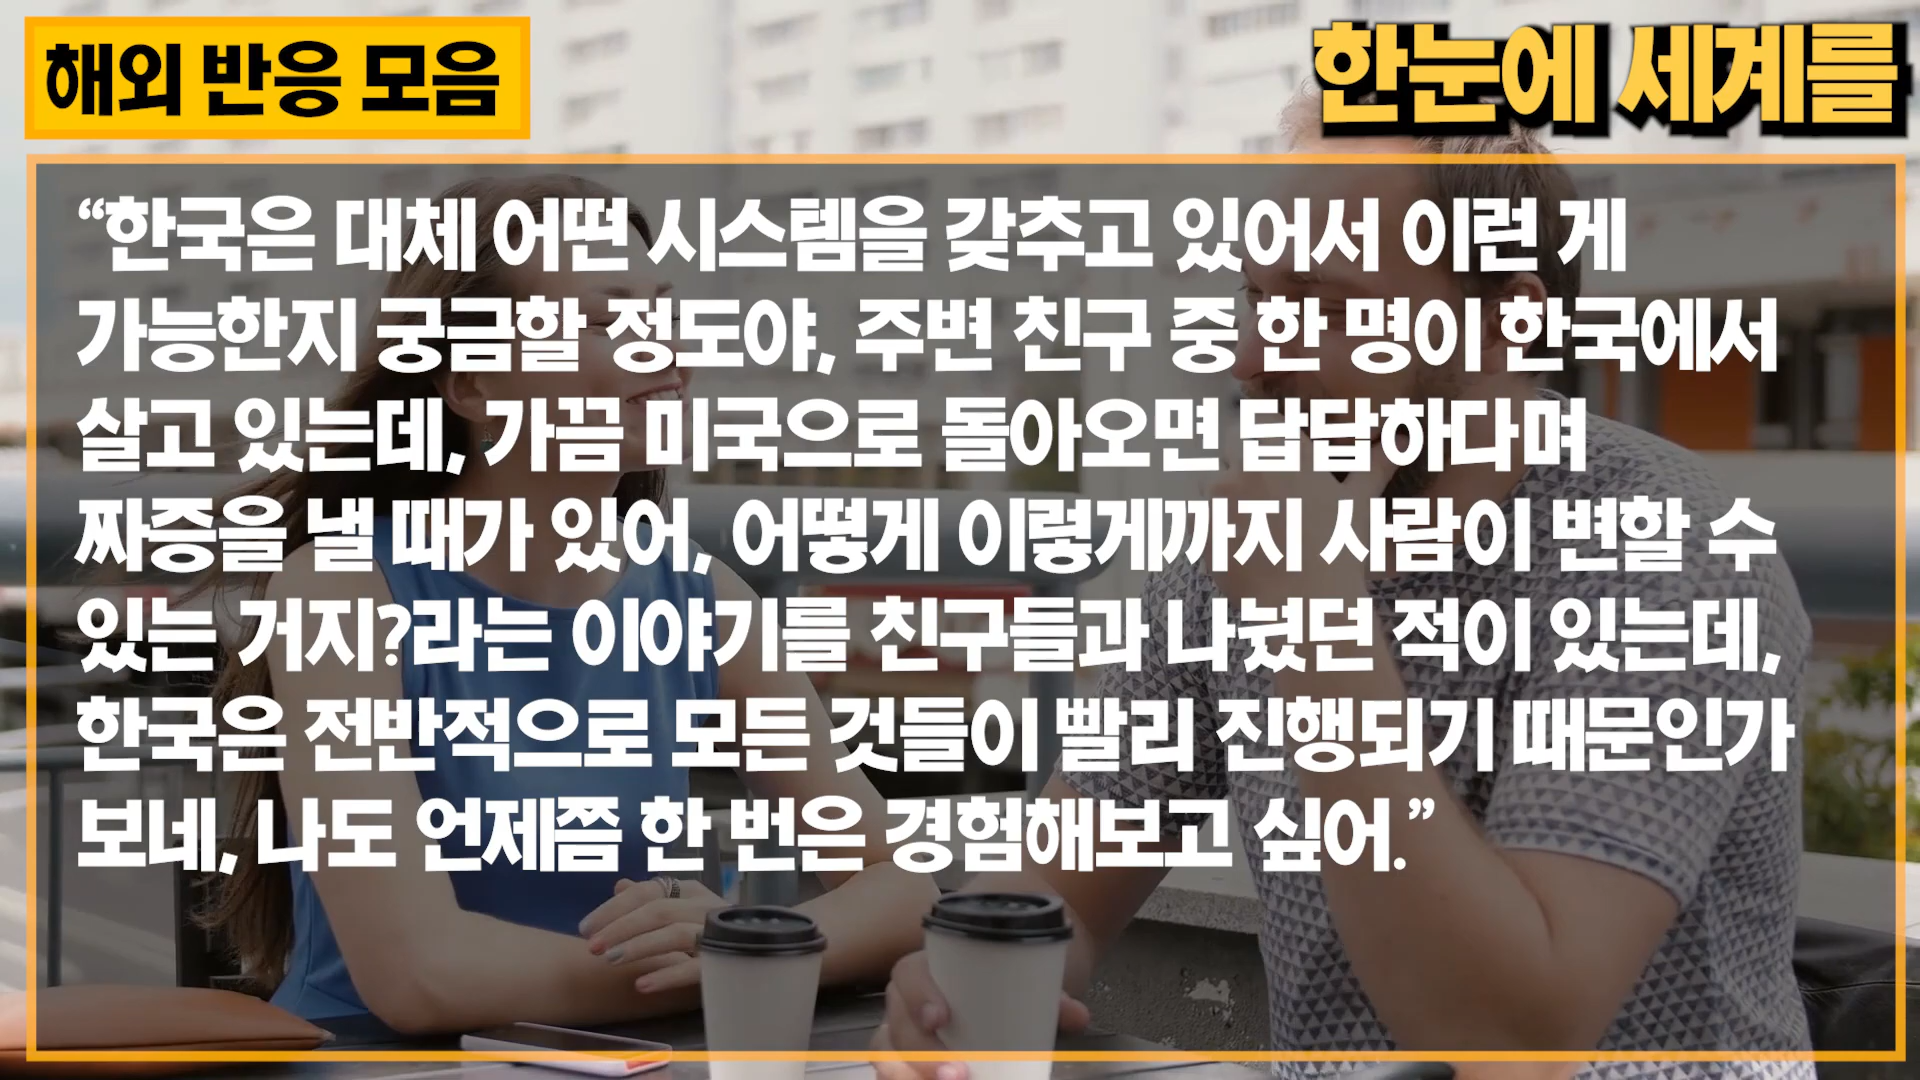 해외 반응 모음
한눈에 세계를
“한국은 대체 어떤 시스템을 갖추고 있어서 이런 게
가능한지 궁금할 정도야, 주변 친구 중 한 명이 한국에서
살고 있는데, 가끔 미국으로 돌아오면 답답하다며
짜증을 낼 때가 있어, 어떻게 이렇게까지 사람이 변할 수
있는 거지?라는 이야기를 친구들과 나눴던 적이 있는데,
한국은 전반적으로 모든 것들이 빨리 진행되기 때문인가
보네, 나도 언제쯤 한 번은 경험해보고 싶어.”